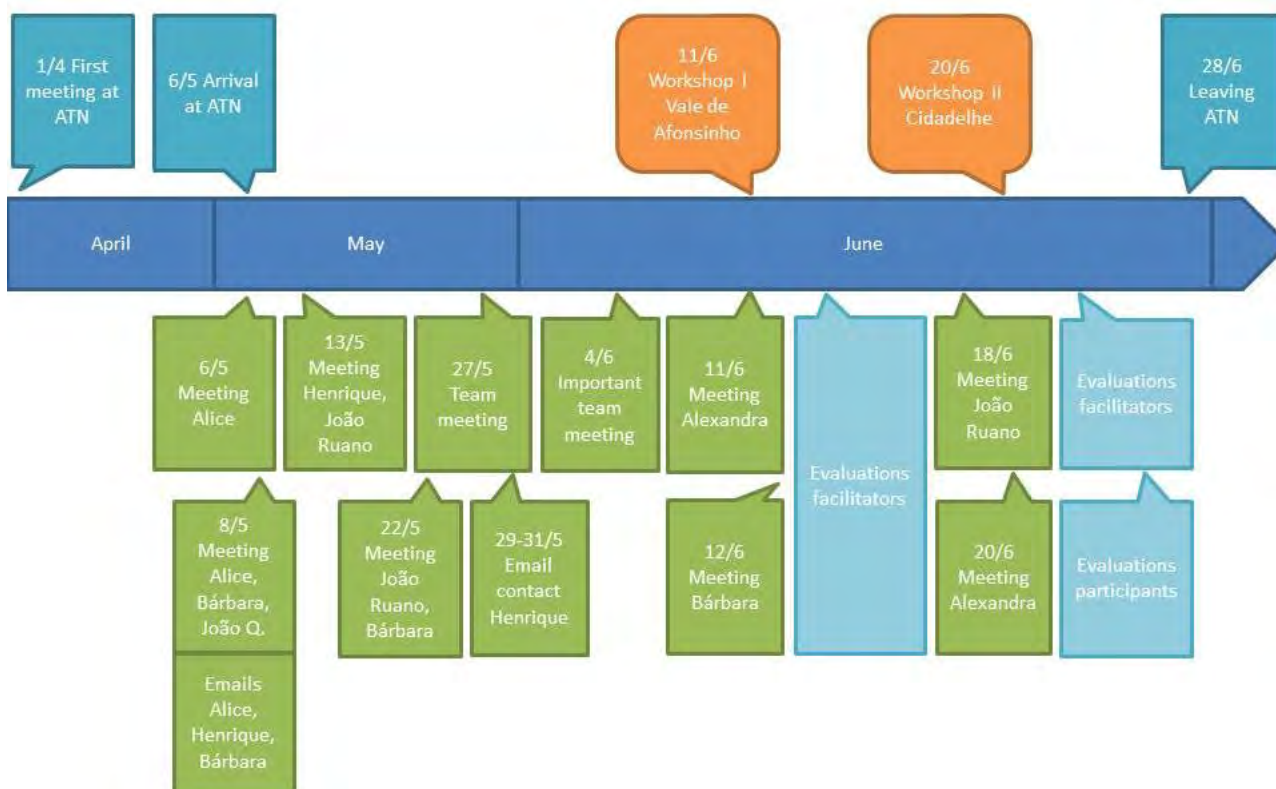 1/4 First
meeting at
ATN
6/5 Arrival
at ATN
11/6
Workshop I
Vale de
Afonsinho
20/6
Workshop II
Cidadelhe
28/6
Leaving
ATN
April
May
June
6/5
Meeting
Alice
13/5
Meeting
Henrique,
João
Ruano
27/5
Team
meeting
4/6
Important
team
meeting
11/6
Meeting
Alexandra
Evaluations
facilitators
18/6
Meeting
João
Ruano
Evaluations
facilitators
8/5
Meeting
Alice,
Bárbara,
João Q.
22/5
Meeting
João
Ruano,
Bárbara
29-31/5
Email
contact
Henrique
12/6
Meeting
Bárbara
20/6
Meeting
Alexandra
Evaluations
participants
Emails
Alice,
Henrique,
Bárbara